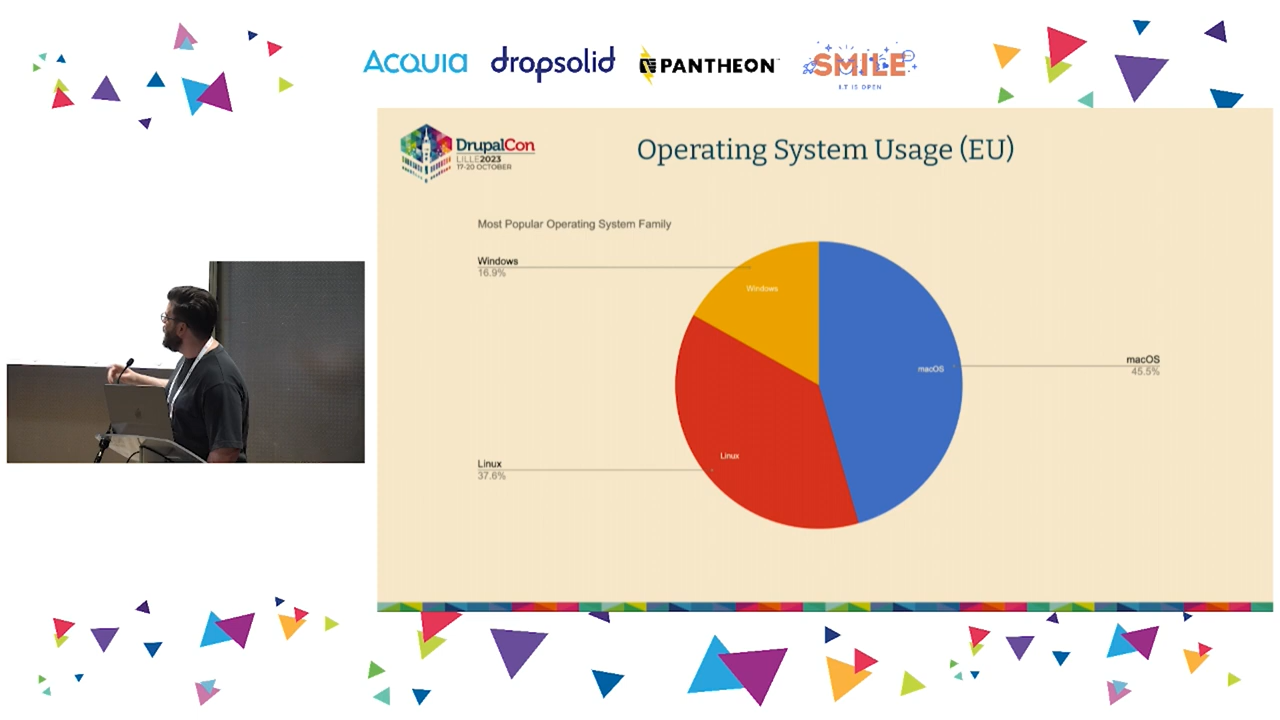 ACQUIA
dropsolid
PANTHEON
SMILE
I.T IS OPEN
DrupalCon
LILLE2023
17-20 OCTOBER
Operating System Usage (EU)
Most Popular Operating System Family
Windows
16.9%
Windows
macOS
45.5%
macOS
Linux
Linux
37.6%